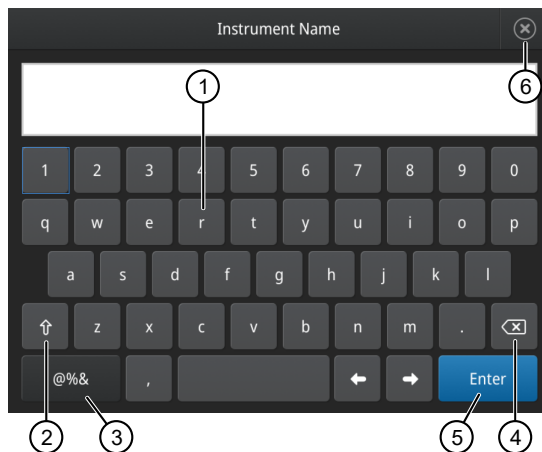 Instrument Name
1 6
1 2 3 4 5 6 7 8 9 0
q w e r t y u i o p
a s d f g h j k l
z x c v b n m .
@%& , Enter
2 3 5 4